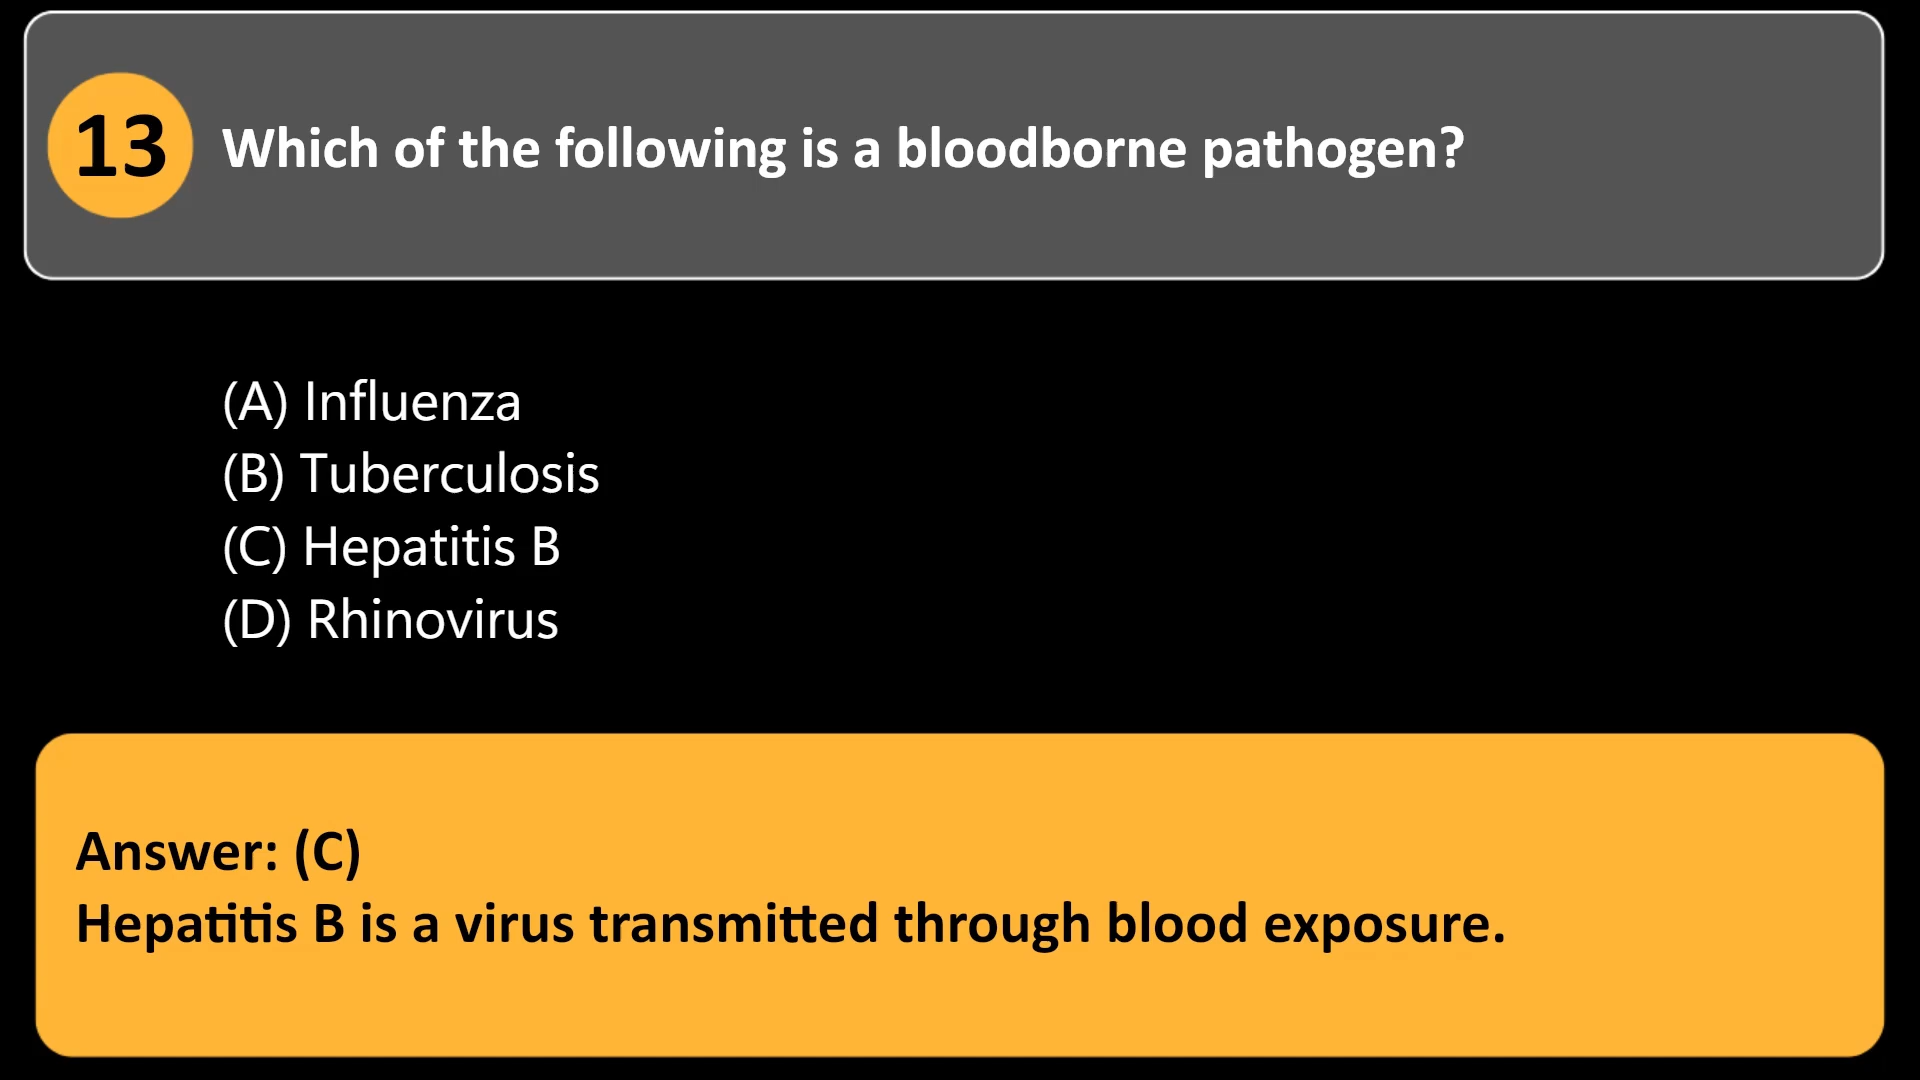 13 Which of the following is a bloodborne pathogen?
(A) Influenza
(B) Tuberculosis
(C) Hepatitis B
(D) Rhinovirus
Answer: (C)
Hepatitis B is a virus transmitted through blood exposure.